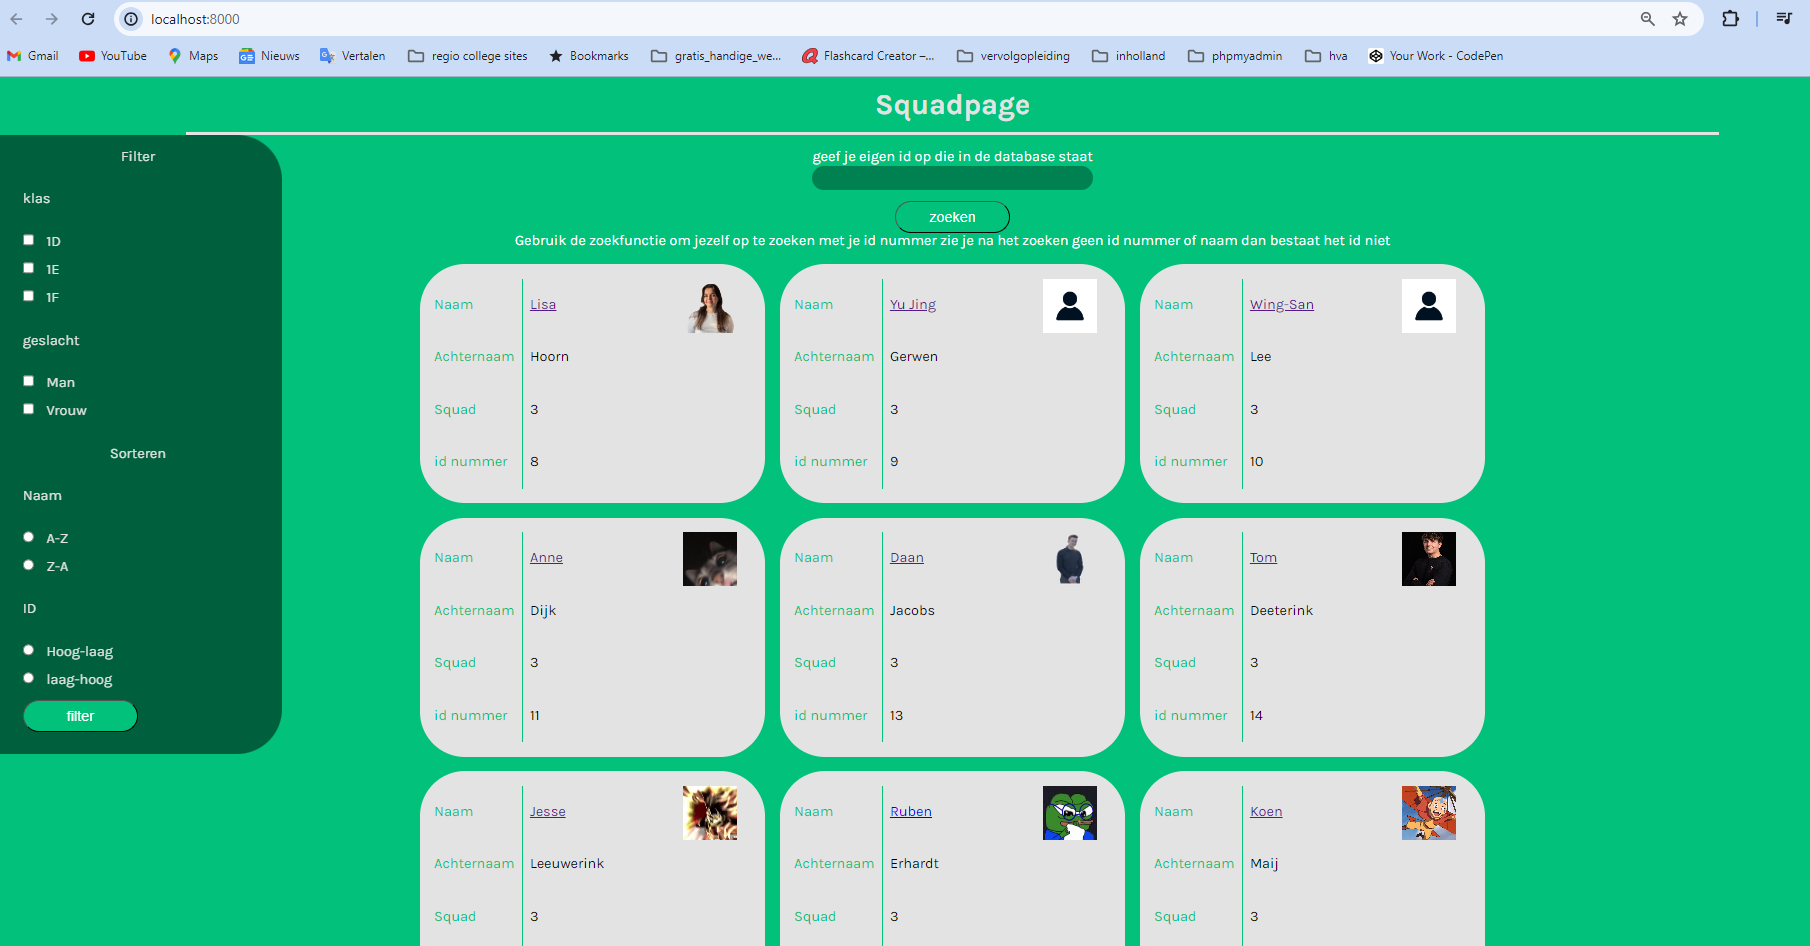 localhost:8000
Gmail YouTube Maps Nieuws Vertalen regio college sites Bookmarks gratis_handige_we... Flashcard Creator –... vervolgopleiding inholland phpmyadmin hva Your Work - CodePen
Squadpage
Filter
klas
1D
1E
1F
geslacht
Man
Vrouw
Sorteren
Naam
A-Z
Z-A
ID
Hoog-laag
laag-hoog
filter
geef je eigen id op die in de database staat
zoeken
Gebruik de zoekfunctie om jezelf op te zoeken met je id nummer zie je na het zoeken geen id nummer of naam dan bestaat het id niet
Naam Lisa
Achternaam Hoorn
Squad 3
id nummer 8
Naam Yu Jing
Achternaam Gerwen
Squad 3
id nummer 9
Naam Wing-San
Achternaam Lee
Squad 3
id nummer 10
Naam Anne
Achternaam Dijk
Squad 3
id nummer 11
Naam Daan
Achternaam Jacobs
Squad 3
id nummer 13
Naam Tom
Achternaam Deeterink
Squad 3
id nummer 14
Naam Jesse
Achternaam Leeuwerink
Squad 3
Naam Ruben
Achternaam Erhardt
Squad 3
Naam Koen
Achternaam Maij
Squad 3